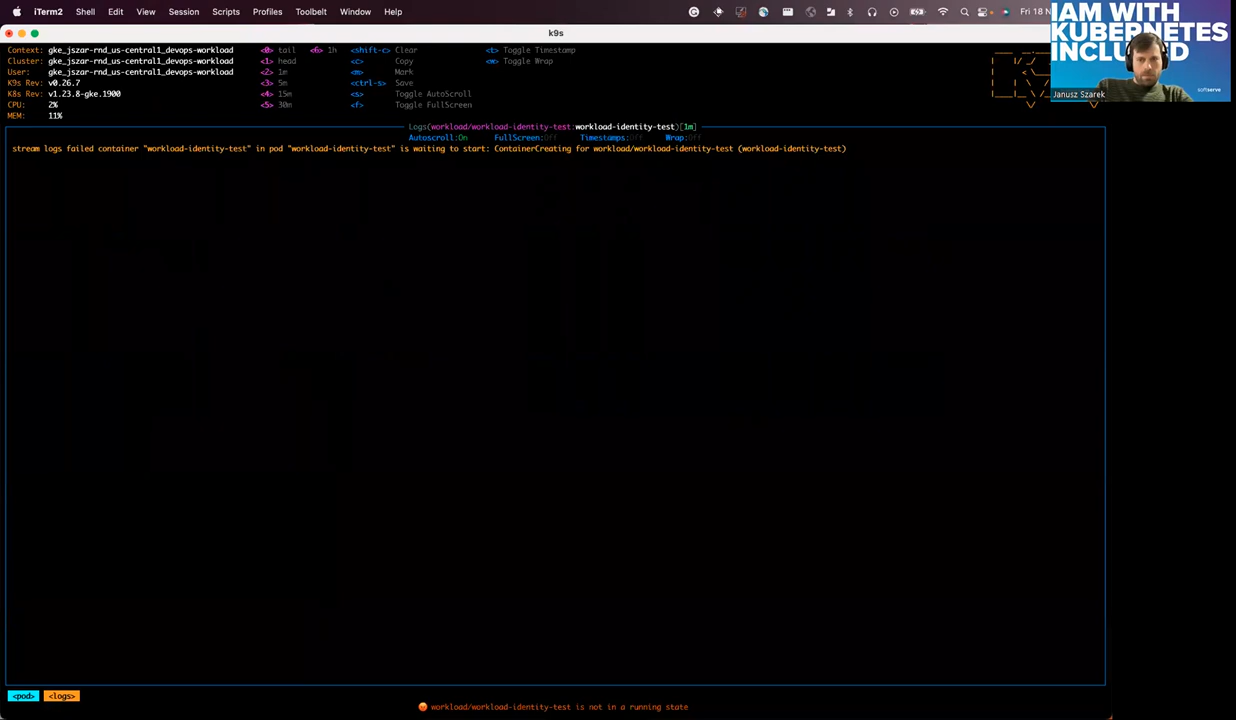 iTerm2 Shell Edit View Session Scripts Profiles Toolbelt Window Help Fri 18 N
k9s
Context: gke_jszar-rnd_us-central1_devops-workload <0> tail <6> 1h <shift-c> Clear <t> Toggle Timestamp
Cluster: gke_jszar-rnd_us-central1_devops-workload <1> head <c> Copy <w> Toggle Wrap
User: gke_jszar-rnd_us-central1_devops-workload <2> 1m <m> Mark
K9s Rev: v0.26.7 <3> 5m <ctrl-s> Save
K8s Rev: v1.23.8-gke.1900 <4> 15m <s> Toggle AutoScroll
CPU: 2% <5> 30m <f> Toggle FullScreen
MEM: 11%
IAM WITH
KUBERNETES
INCLUDED
Janusz Szarek
softserve
Logs(workload/workload-identity-test:workload-identity-test)[1m]
Autoscroll:On FullScreen:Off Timestamps:Off Wrap:Off
stream logs failed container "workload-identity-test" in pod "workload-identity-test" is waiting to start: ContainerCreating for workload/workload-identity-test (workload-identity-test)
<pod> <logs>
workload/workload-identity-test is not in a running state